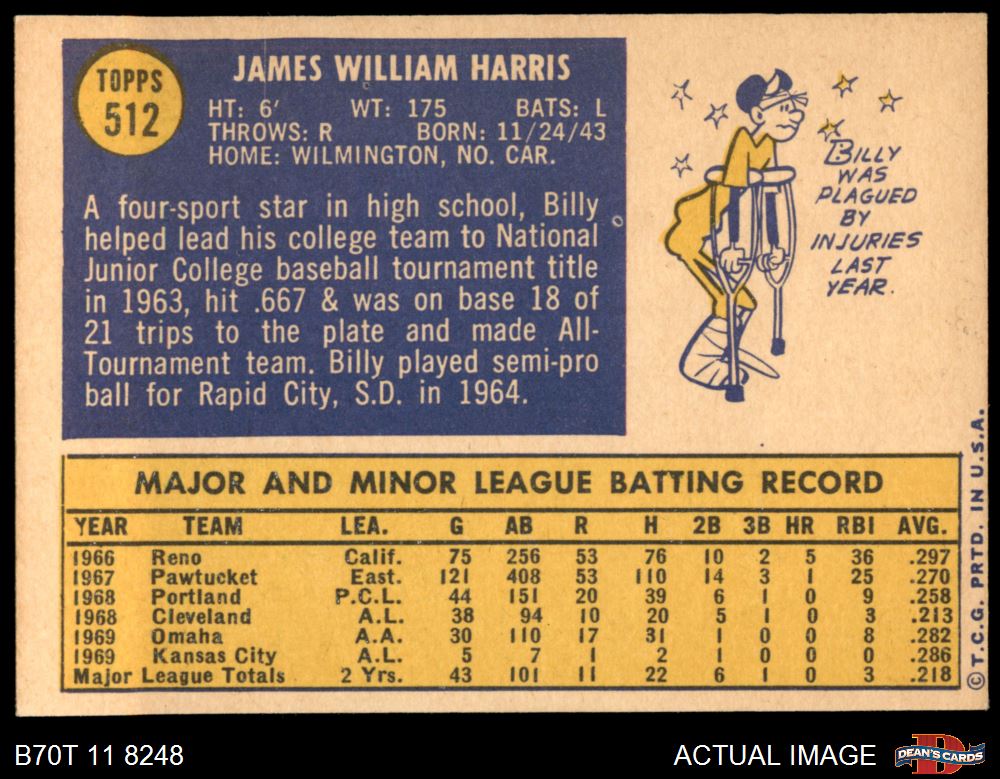 TOPPS
512
JAMES WILLIAM HARRIS
HT: 6' WT: 175 BATS: L
THROWS: R BORN: 11/24/43
HOME: WILMINGTON, NO. CAR.
A four-sport star in high school, Billy
helped lead his college team to National
Junior College baseball tournament title
in 1963, hit .667 & was on base 18 of
21 trips to the plate and made All-
Tournament team. Billy played semi-pro
ball for Rapid City, S.D. in 1964.
BILLY
WAS
PLAGUED
BY
INJURIES
LAST
YEAR.
MAJOR AND MINOR LEAGUE BATTING RECORD
YEAR TEAM LEA. G AB R H 2B 3B HR RBI AVG.
1966 Reno Calif. 75 256 53 76 10 2 5 36 .297
1967 Pawtucket East. 121 408 53 110 14 3 1 25 .270
1968 Portland P.C.L. 44 151 20 39 6 1 0 9 .258
1968 Cleveland A.L. 38 94 10 20 5 1 0 3 .213
1969 Omaha A.A. 30 110 17 31 1 0 0 8 .282
1969 Kansas City A.L. 5 7 1 2 1 0 0 0 .286
Major League Totals 2 Yrs. 43 101 11 22 6 1 0 3 .218
©T.C.G. PRTD. IN U.S.A.
B70T 11 8248
ACTUAL IMAGE
D
DEAN'S CARDS